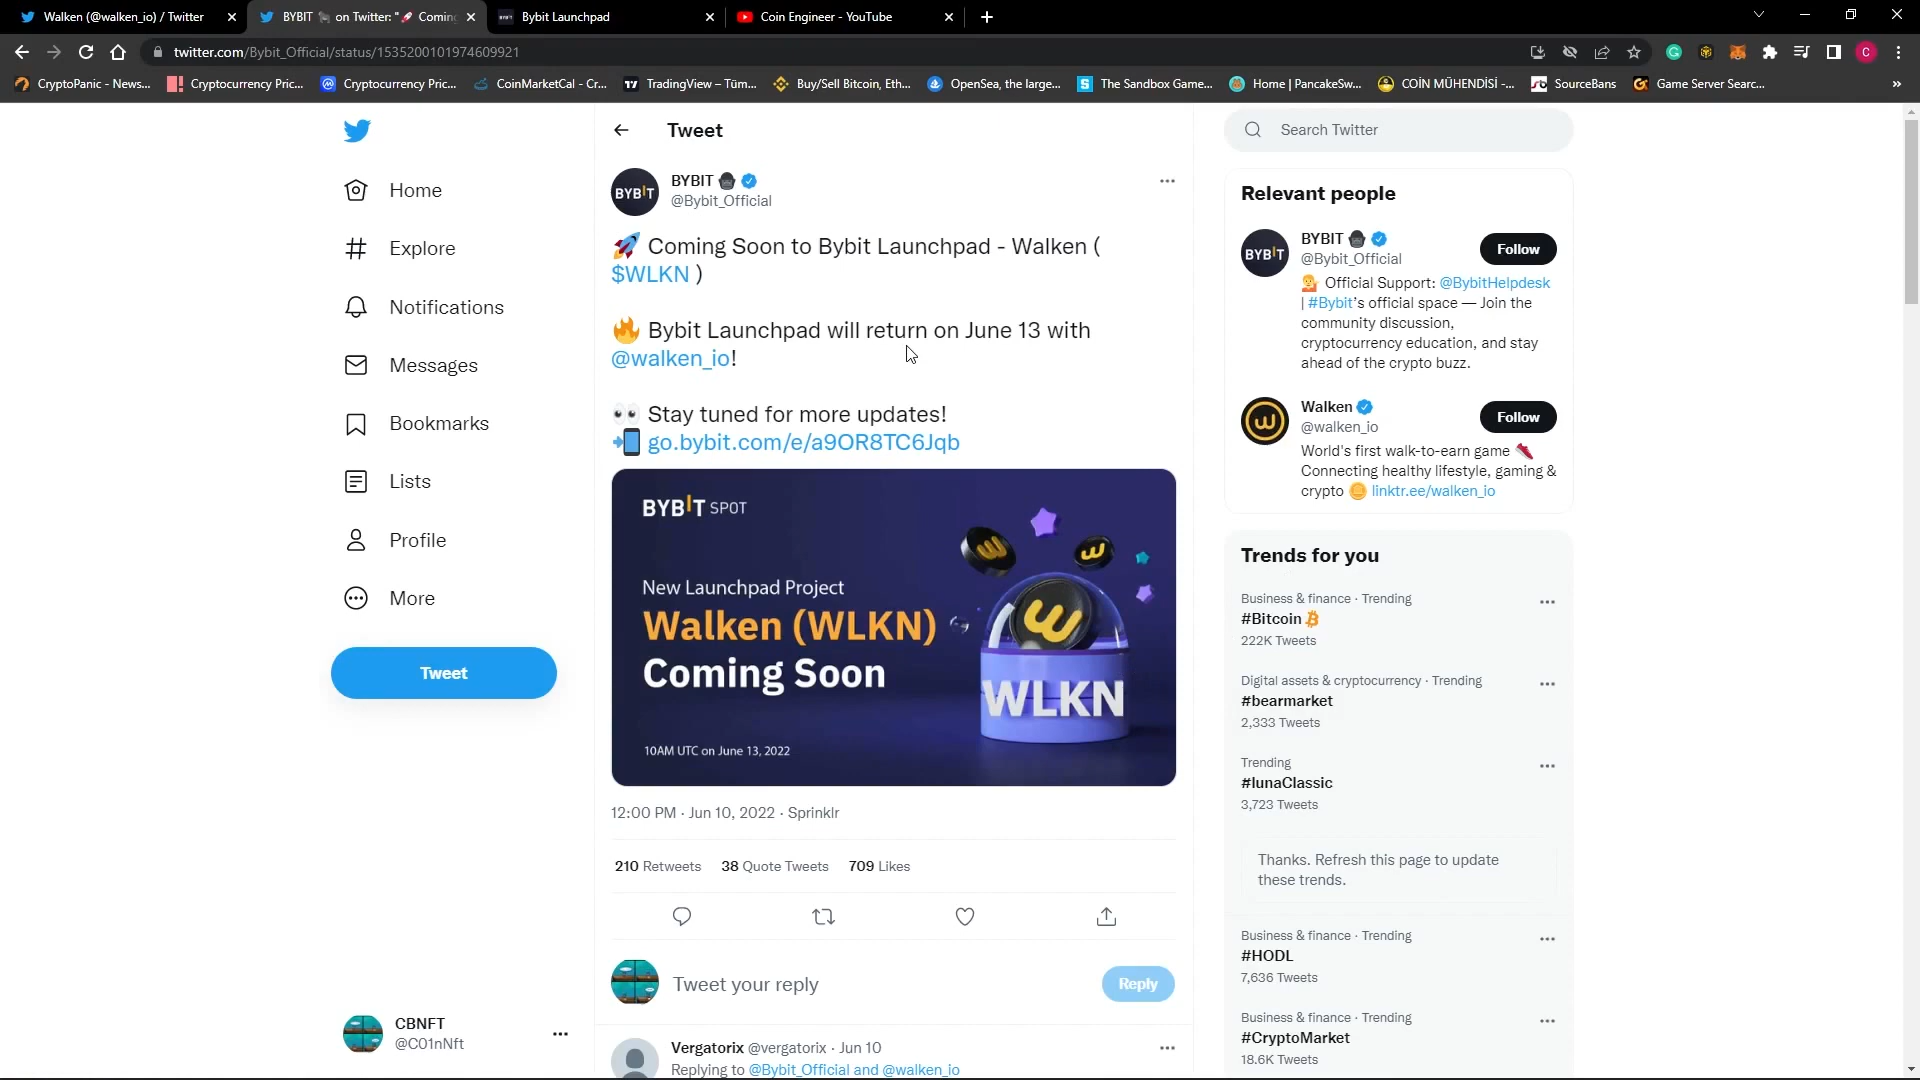 Walken (@walken_io) / Twitter
BYBIT on Twitter: "🚀 Coming
Bybit Launchpad
Coin Engineer - YouTube
twitter.com/Bybit_Official/status/1535200101974609921
CryptoPanic - News...
Cryptocurrency Pric...
Cryptocurrency Pric...
CoinMarketCal - Cr...
TradingView – Tüm...
Buy/Sell Bitcoin, Eth...
OpenSea, the large...
The Sandbox Game...
Home | PancakeSw...
COİN MÜHENDİSİ -...
SourceBans
Game Server Searc...
Home
Explore
Notifications
Messages
Bookmarks
Lists
Profile
More
Tweet
CBNFT
@C01nNft
Tweet
BYBIT
@Bybit_Official
🚀 Coming Soon to Bybit Launchpad - Walken (
$WLKN )
🔥 Bybit Launchpad will return on June 13 with
@walken_io!
👀 Stay tuned for more updates!
📲 go.bybit.com/e/a9OR8TC6Jqb
BYBIT SPOT
New Launchpad Project
Walken (WLKN)
Coming Soon
WLKN
10AM UTC on June 13, 2022
12:00 PM · Jun 10, 2022 · Sprinklr
210 Retweets 38 Quote Tweets 709 Likes
Tweet your reply
Reply
Vergatorix @vergatorix · Jun 10
Replying to @Bybit_Official and @walken_io
Search Twitter
Relevant people
BYBIT
@Bybit_Official
Follow
Official Support: @BybitHelpdesk
| #Bybit's official space — Join the
community discussion,
cryptocurrency education, and stay
ahead of the crypto buzz.
Walken
@walken_io
Follow
World's first walk-to-earn game
Connecting healthy lifestyle, gaming &
crypto 🪙 linktr.ee/walken_io
Trends for you
Business & finance · Trending
#Bitcoin
222K Tweets
Digital assets & cryptocurrency · Trending
#bearmarket
2,333 Tweets
Trending
#lunaClassic
3,723 Tweets
Thanks. Refresh this page to update
these trends.
Business & finance · Trending
#HODL
7,636 Tweets
Business & finance · Trending
#CryptoMarket
18.6K Tweets